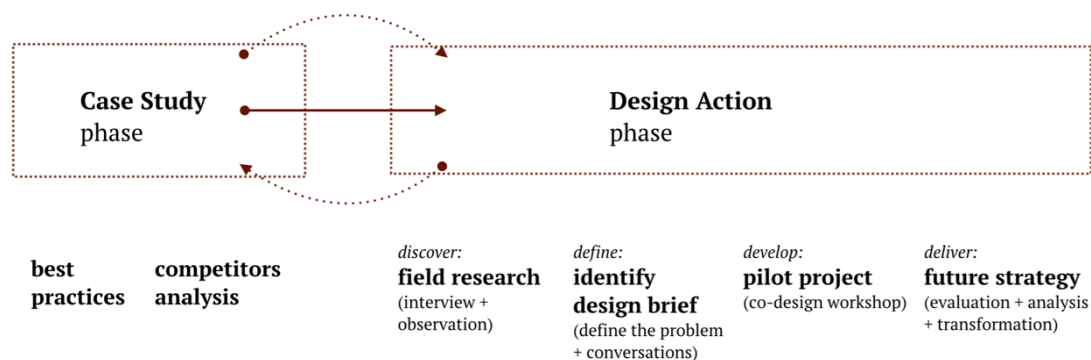 Case Study
phase
Design Action
phase
best
practices
competitors
analysis
discover:
field research
(interview +
observation)
define:
identify
design brief
(define the problem
+ conversations)
develop:
pilot project
(co-design workshop)
deliver:
future strategy
(evaluation + analysis
+ transformation)